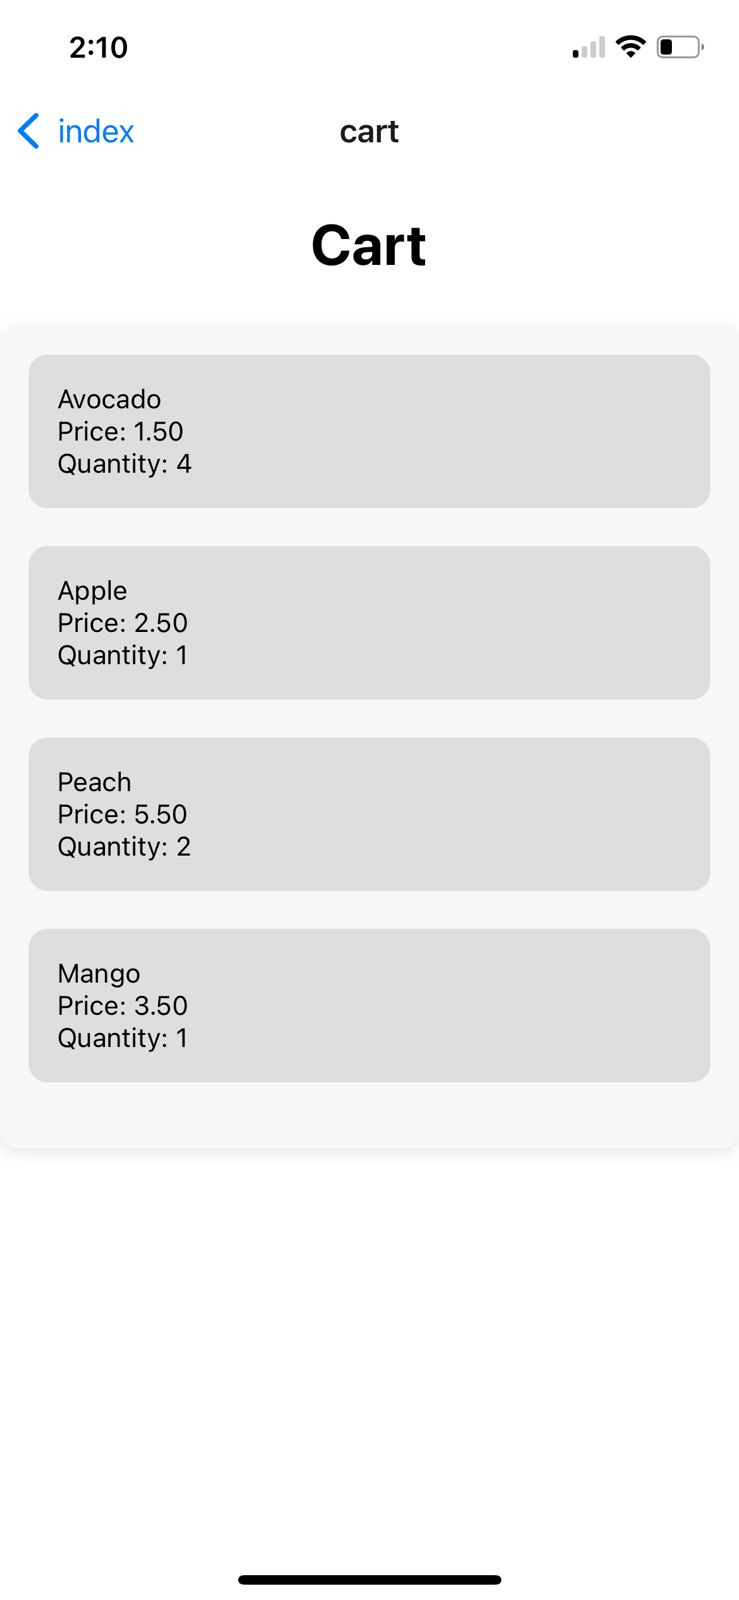 2:10
index
cart
Cart
Avocado
Price: 1.50
Quantity: 4
Apple
Price: 2.50
Quantity: 1
Peach
Price: 5.50
Quantity: 2
Mango
Price: 3.50
Quantity: 1